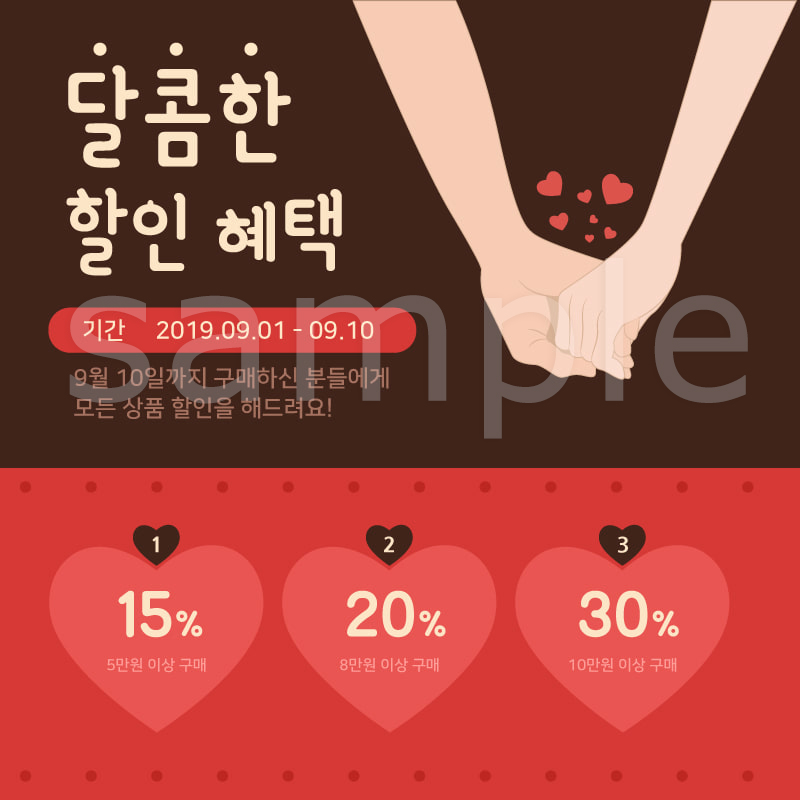 달콤한
할인 혜택
기간 2019.09.01 - 09.10
9월 10일까지 구매하신 분들에게
모든 상품 할인을 해드려요!
sample
1
15%
5만원 이상 구매
2
20%
8만원 이상 구매
3
30%
10만원 이상 구매